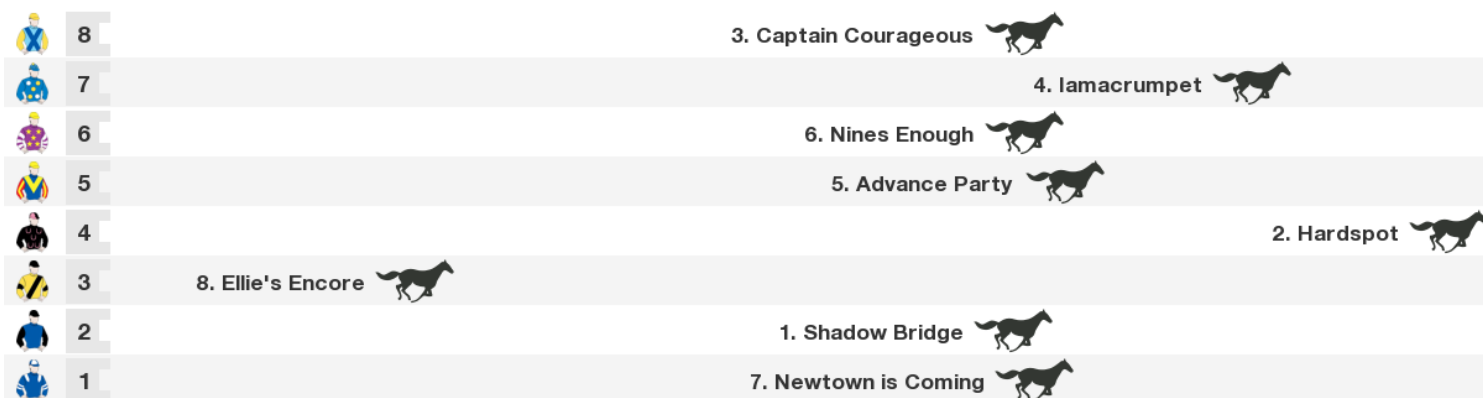 8 3. Captain Courageous
7 4. Iamacrumpet
6 6. Nines Enough
5 5. Advance Party
4 2. Hardspot
3 8. Ellie's Encore
2 1. Shadow Bridge
1 7. Newtown is Coming